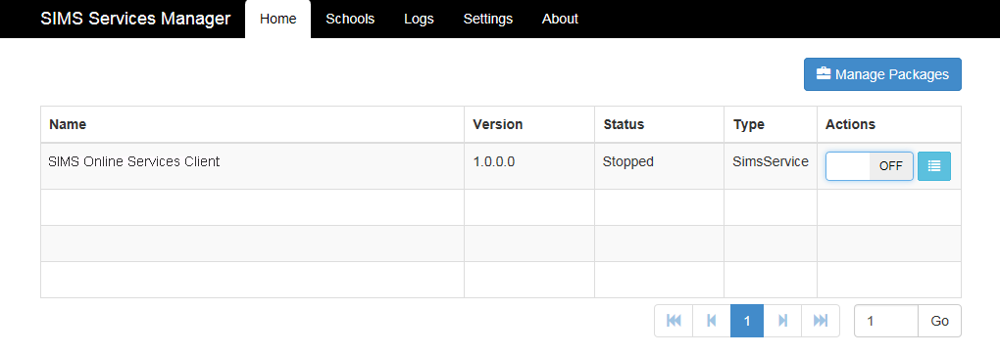 SIMS Services Manager Home Schools Logs Settings About
Manage Packages
Name Version Status Type Actions
SIMS Online Services Client 1.0.0.0 Stopped SimsService OFF
1 1 Go